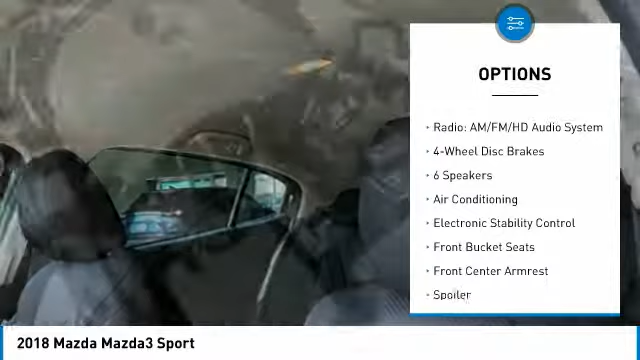 OPTIONS
Radio: AM/FM/HD Audio System
4-Wheel Disc Brakes
6 Speakers
Air Conditioning
Electronic Stability Control
Front Bucket Seats
Front Center Armrest
Spoiler
2018 Mazda Mazda3 Sport